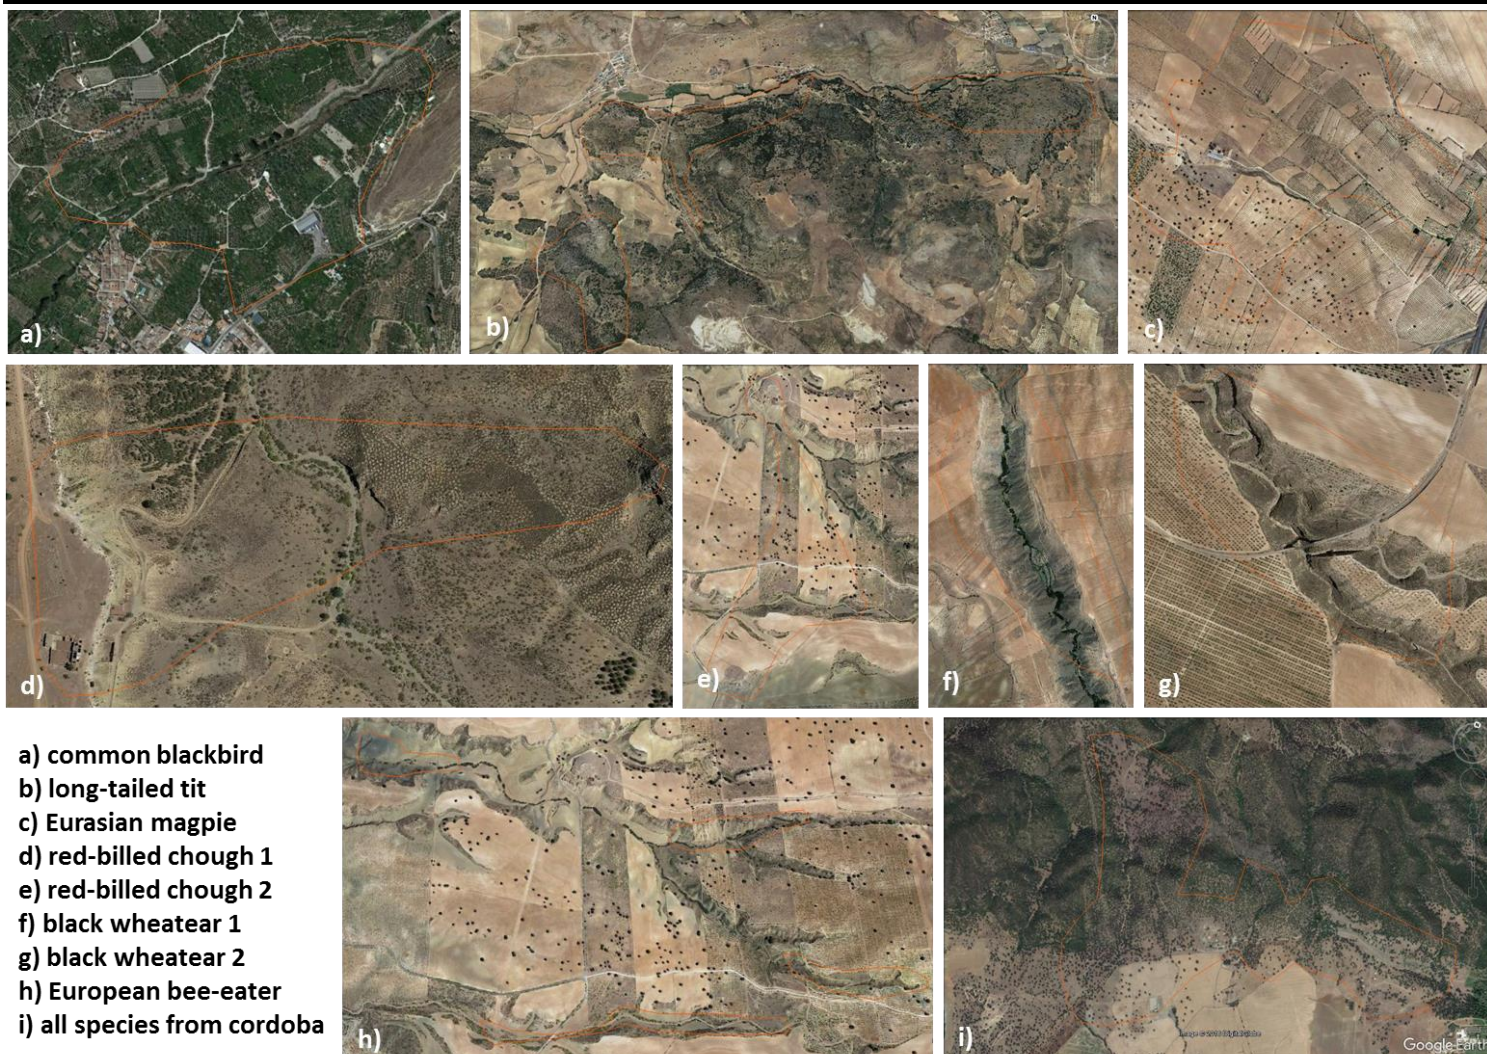 N
a)
b)
c)
d)
e)
f)
g)
a) common blackbird
b) long-tailed tit
c) Eurasian magpie
d) red-billed chough 1
e) red-billed chough 2
f) black wheatear 1
g) black wheatear 2
h) European bee-eater
i) all species from cordoba
h)
i)
Google Earth